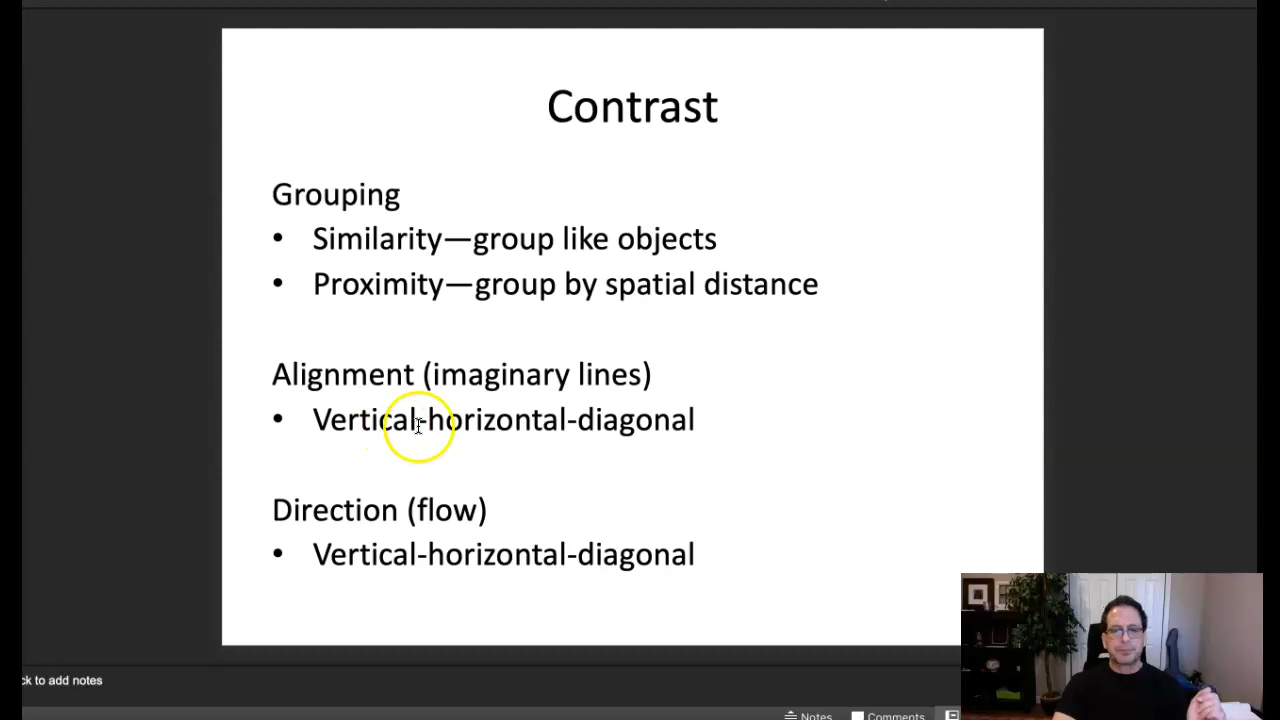 Contrast
Grouping
• Similarity—group like objects
• Proximity—group by spatial distance
Alignment (imaginary lines)
• Vertical-horizontal-diagonal
Direction (flow)
• Vertical-horizontal-diagonal
ck to add notes
Notes
Comments